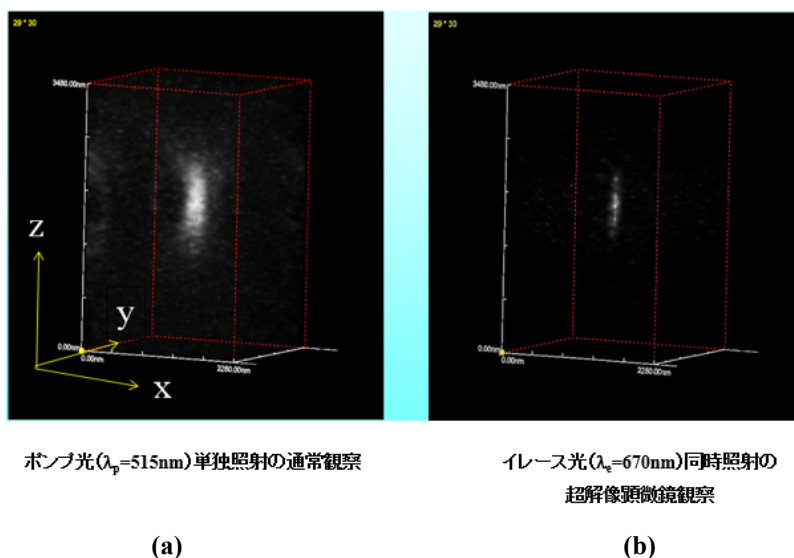 29 * 30
3480.00nm
z
y
x
0.00nm
0.00nm
2280.00nm
29 * 30
3480.00nm
0.00nm
0.00nm
2280.00nm
ポンプ光(λp=515nm)単独照射の通常観察
イレース光(λe=670nm)同時照射の
超解像顕微鏡観察
(a)
(b)